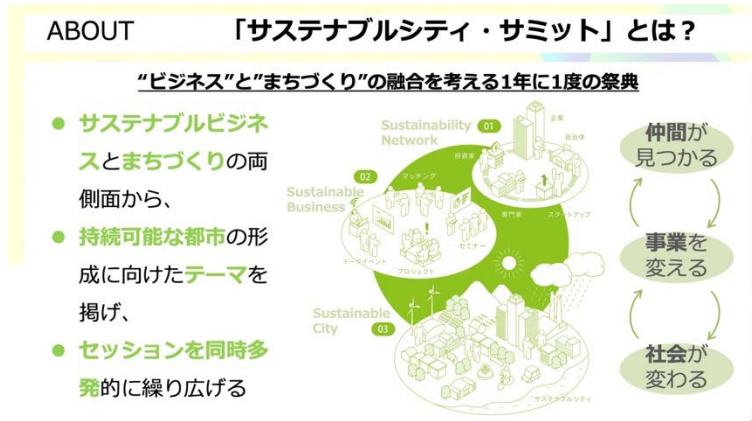 ABOUT 「サステナブルシティ・サミット」とは？
“ビジネス”と”まちづくり”の融合を考える1年に1度の祭典
● サステナブルビジネ
スとまちづくりの両
側面から、
● 持続可能な都市の形
成に向けたテーマを
掲げ、
● セッションを同時多
発的に繰り広げる
Sustainability 01
Network
企業
自治体
投資家
専門家
スタートアップ
02
マッチング
Sustainable
Business
セミナー
トークイベント
プロジェクト
Sustainable
City 03
サステナブルシティ
仲間が
見つかる
事業を
変える
社会が
変わる